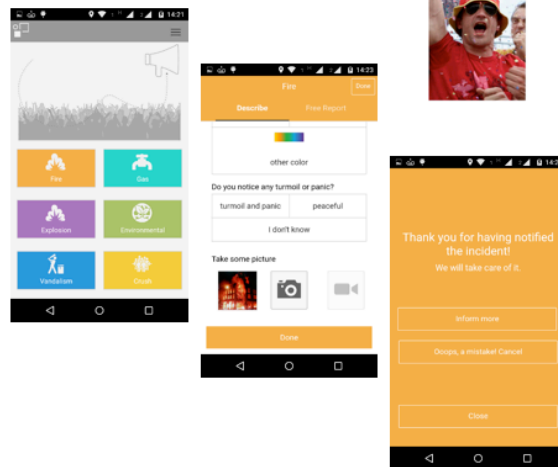 14:21
Fire
Gas
Explosion
Environmental
Vandalism
Crush
14:23
Fire
Done
Describe
Free Report
other color
Do you notice any turmoil or panic?
turmoil and panic
peaceful
I don't know
Take some picture
Done
Thank you for having notified
the incident!
We will take care of it.
Inform more
Ooops, a mistake! Cancel
Close